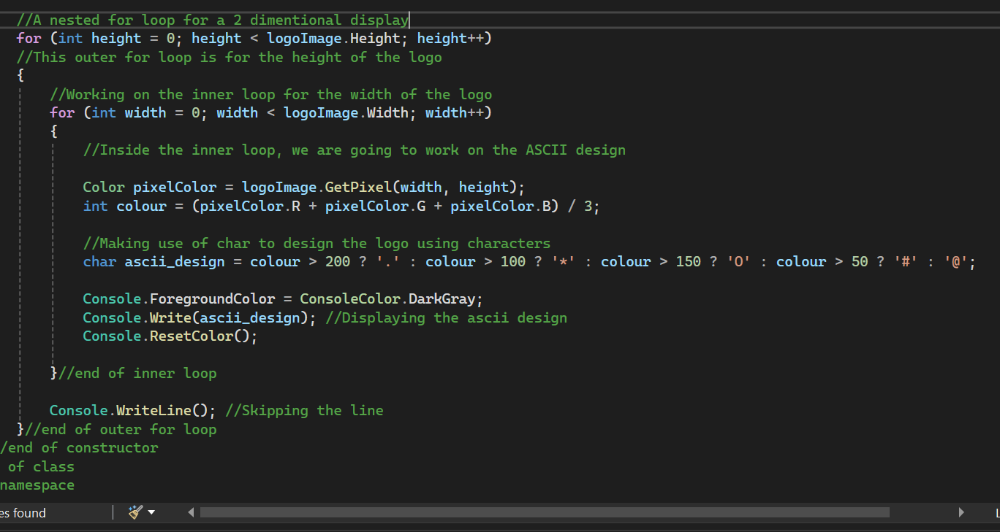 //A nested for loop for a 2 dimentional display
for (int height = 0; height < logoImage.Height; height++)
//This outer for loop is for the height of the logo
{
//Working on the inner loop for the width of the logo
for (int width = 0; width < logoImage.Width; width++)
{
//Inside the inner loop, we are going to work on the ASCII design
Color pixelColor = logoImage.GetPixel(width, height);
int colour = (pixelColor.R + pixelColor.G + pixelColor.B) / 3;
//Making use of char to design the logo using characters
char ascii_design = colour > 200 ? '.' : colour > 100 ? '*' : colour > 150 ? 'O' : colour > 50 ? '#' : '@';
Console.ForegroundColor = ConsoleColor.DarkGray;
Console.Write(ascii_design); //Displaying the ascii design
Console.ResetColor();
}//end of inner loop
Console.WriteLine(); //Skipping the line
}//end of outer for loop
/end of constructor
of class
namespace
es found